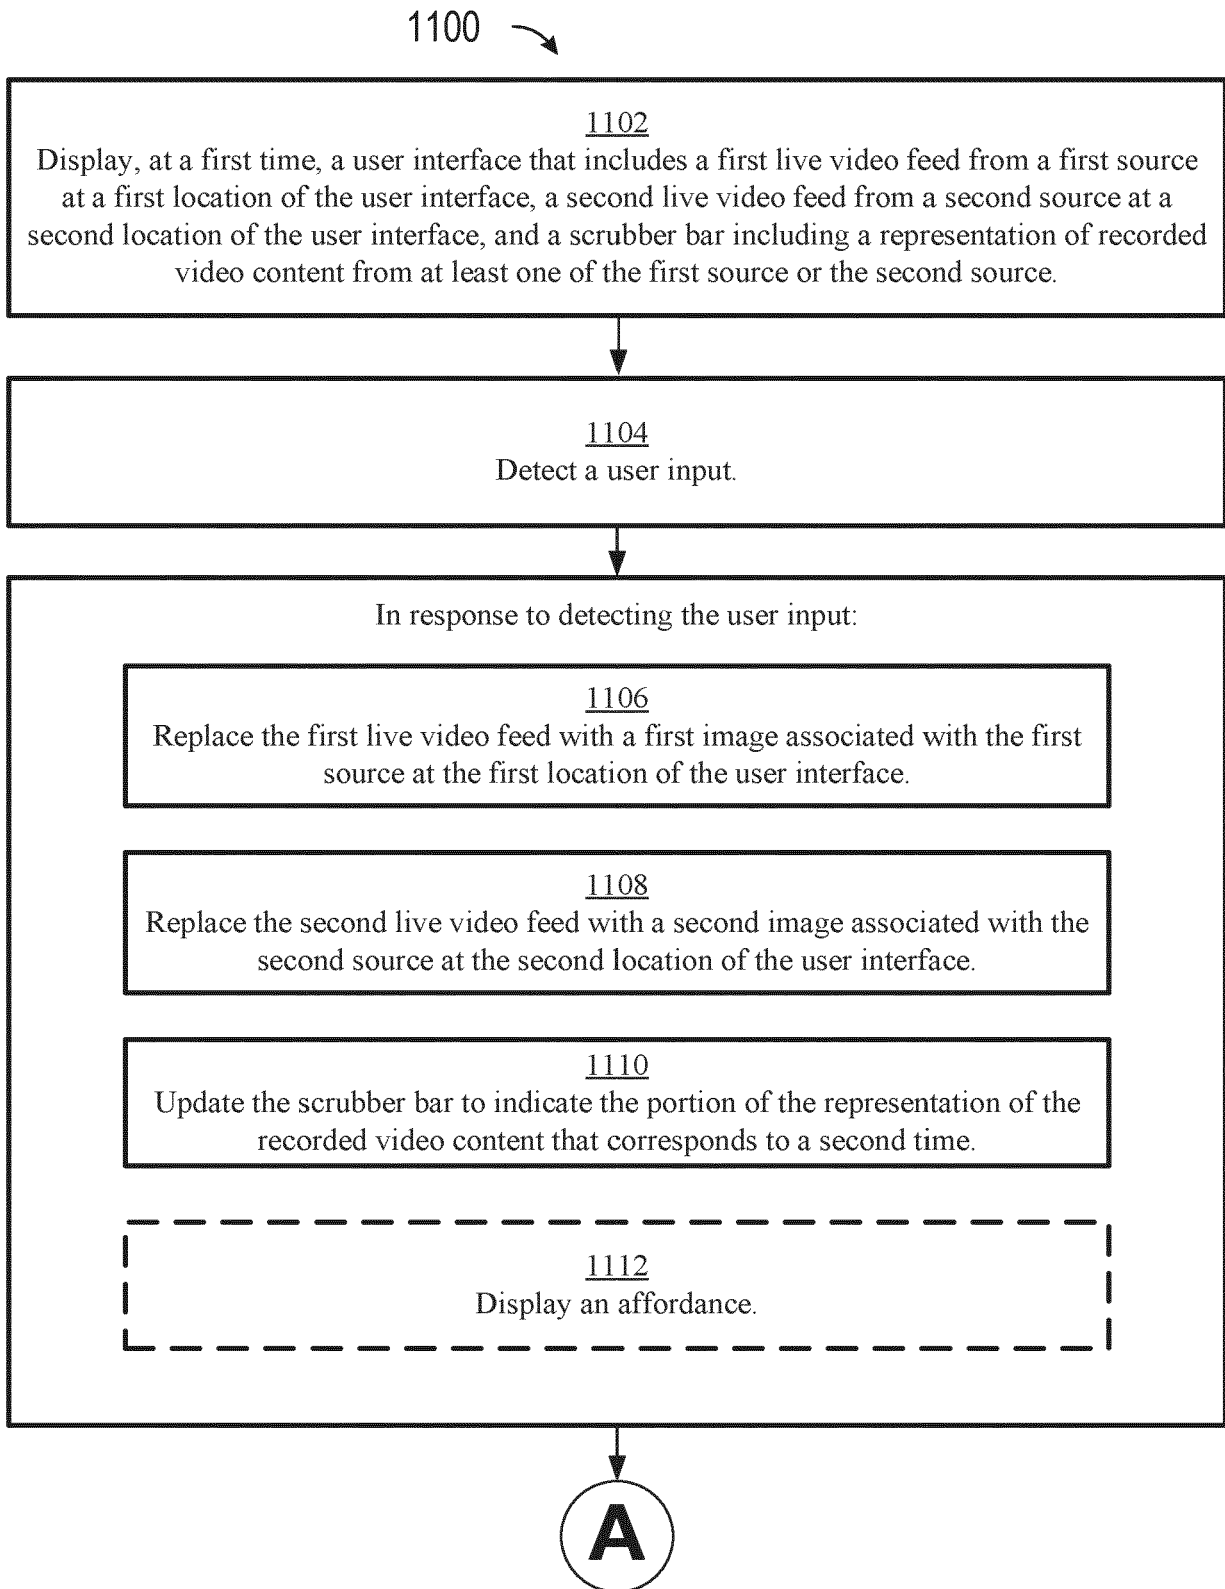 1100
1102
Display, at a first time, a user interface that includes a first live video feed from a first source
at a first location of the user interface, a second live video feed from a second source at a
second location of the user interface, and a scrubber bar including a representation of recorded
video content from at least one of the first source or the second source.
1104
Detect a user input.
In response to detecting the user input:
1106
Replace the first live video feed with a first image associated with the first
source at the first location of the user interface.
1108
Replace the second live video feed with a second image associated with the
second source at the second location of the user interface.
1110
Update the scrubber bar to indicate the portion of the representation of the
recorded video content that corresponds to a second time.
1112
Display an affordance.
A